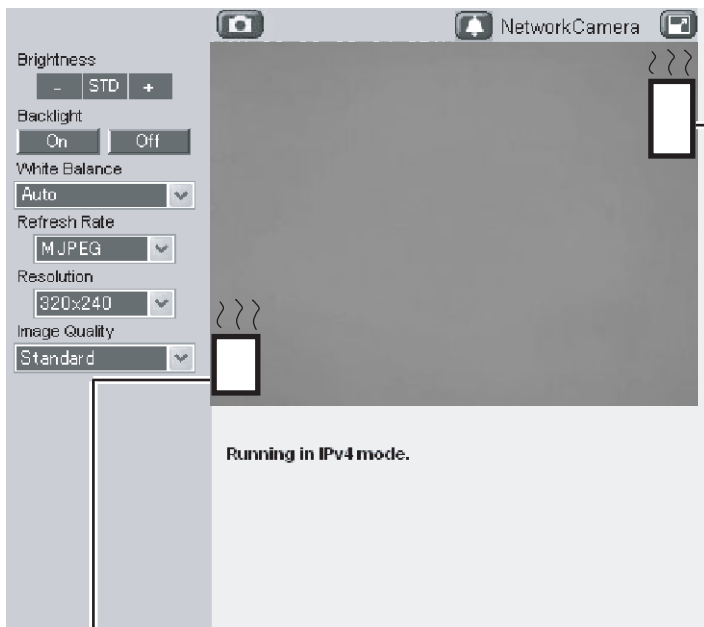 NetworkCamera
Brightness
- STD +
Backlight
On Off
White Balance
Auto
Refresh Rate
MJPEG
Resolution
320x240
Image Quality
Standard
Running in IPv4 mode.